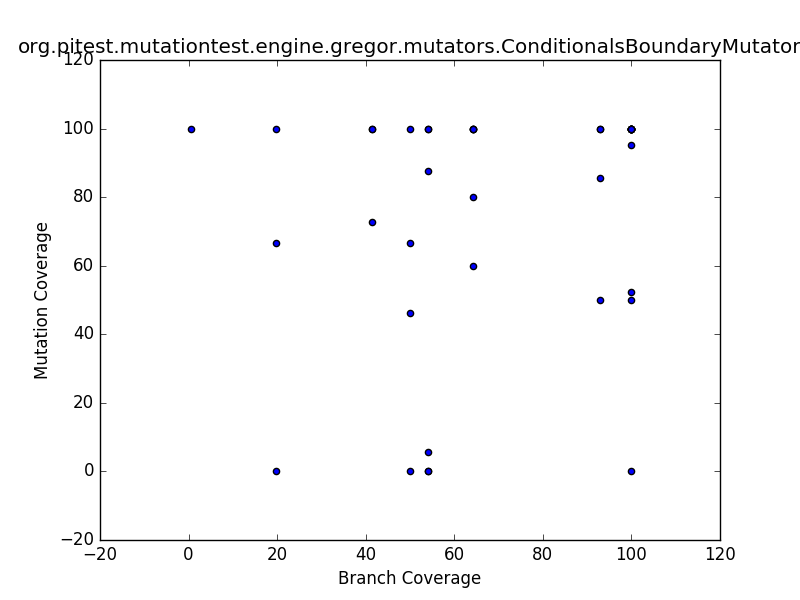 org.pitest.mutationtest.engine.gregor.mutators.ConditionalsBoundaryMutator
120
100
80
60
40
20
0
−20
Mutation Coverage
−20 0 20 40 60 80 100 120
Branch Coverage